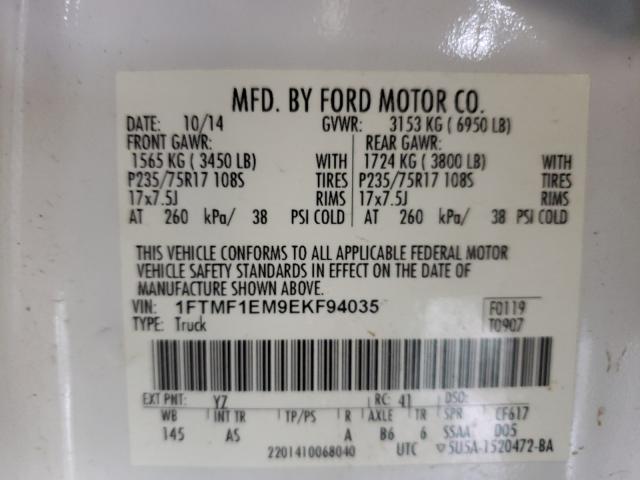 MFD. BY FORD MOTOR CO.
DATE: 10/14 GVWR: 3153 KG ( 6950 LB)
FRONT GAWR: REAR GAWR:
1565 KG ( 3450 LB) WITH 1724 KG ( 3800 LB) WITH
P235/75R17 108S TIRES P235/75R17 108S TIRES
17x7.5J RIMS 17x7.5J RIMS
AT 260 kPa/ 38 PSI COLD AT 260 kPa/ 38 PSI COLD
THIS VEHICLE CONFORMS TO ALL APPLICABLE FEDERAL MOTOR
VEHICLE SAFETY STANDARDS IN EFFECT ON THE DATE OF
MANUFACTURE SHOWN ABOVE.
VIN: 1FTMF1EM9EKF94035 F0119
TYPE: Truck T0907
EXT PNT: YZ RC: 41 DSO:
WB INT TR TP/PS R AXLE TR SPR CF617
145 AS A B6 6 SSAA D05
2201410068040 UTC ▽5U5A-1520472-BA